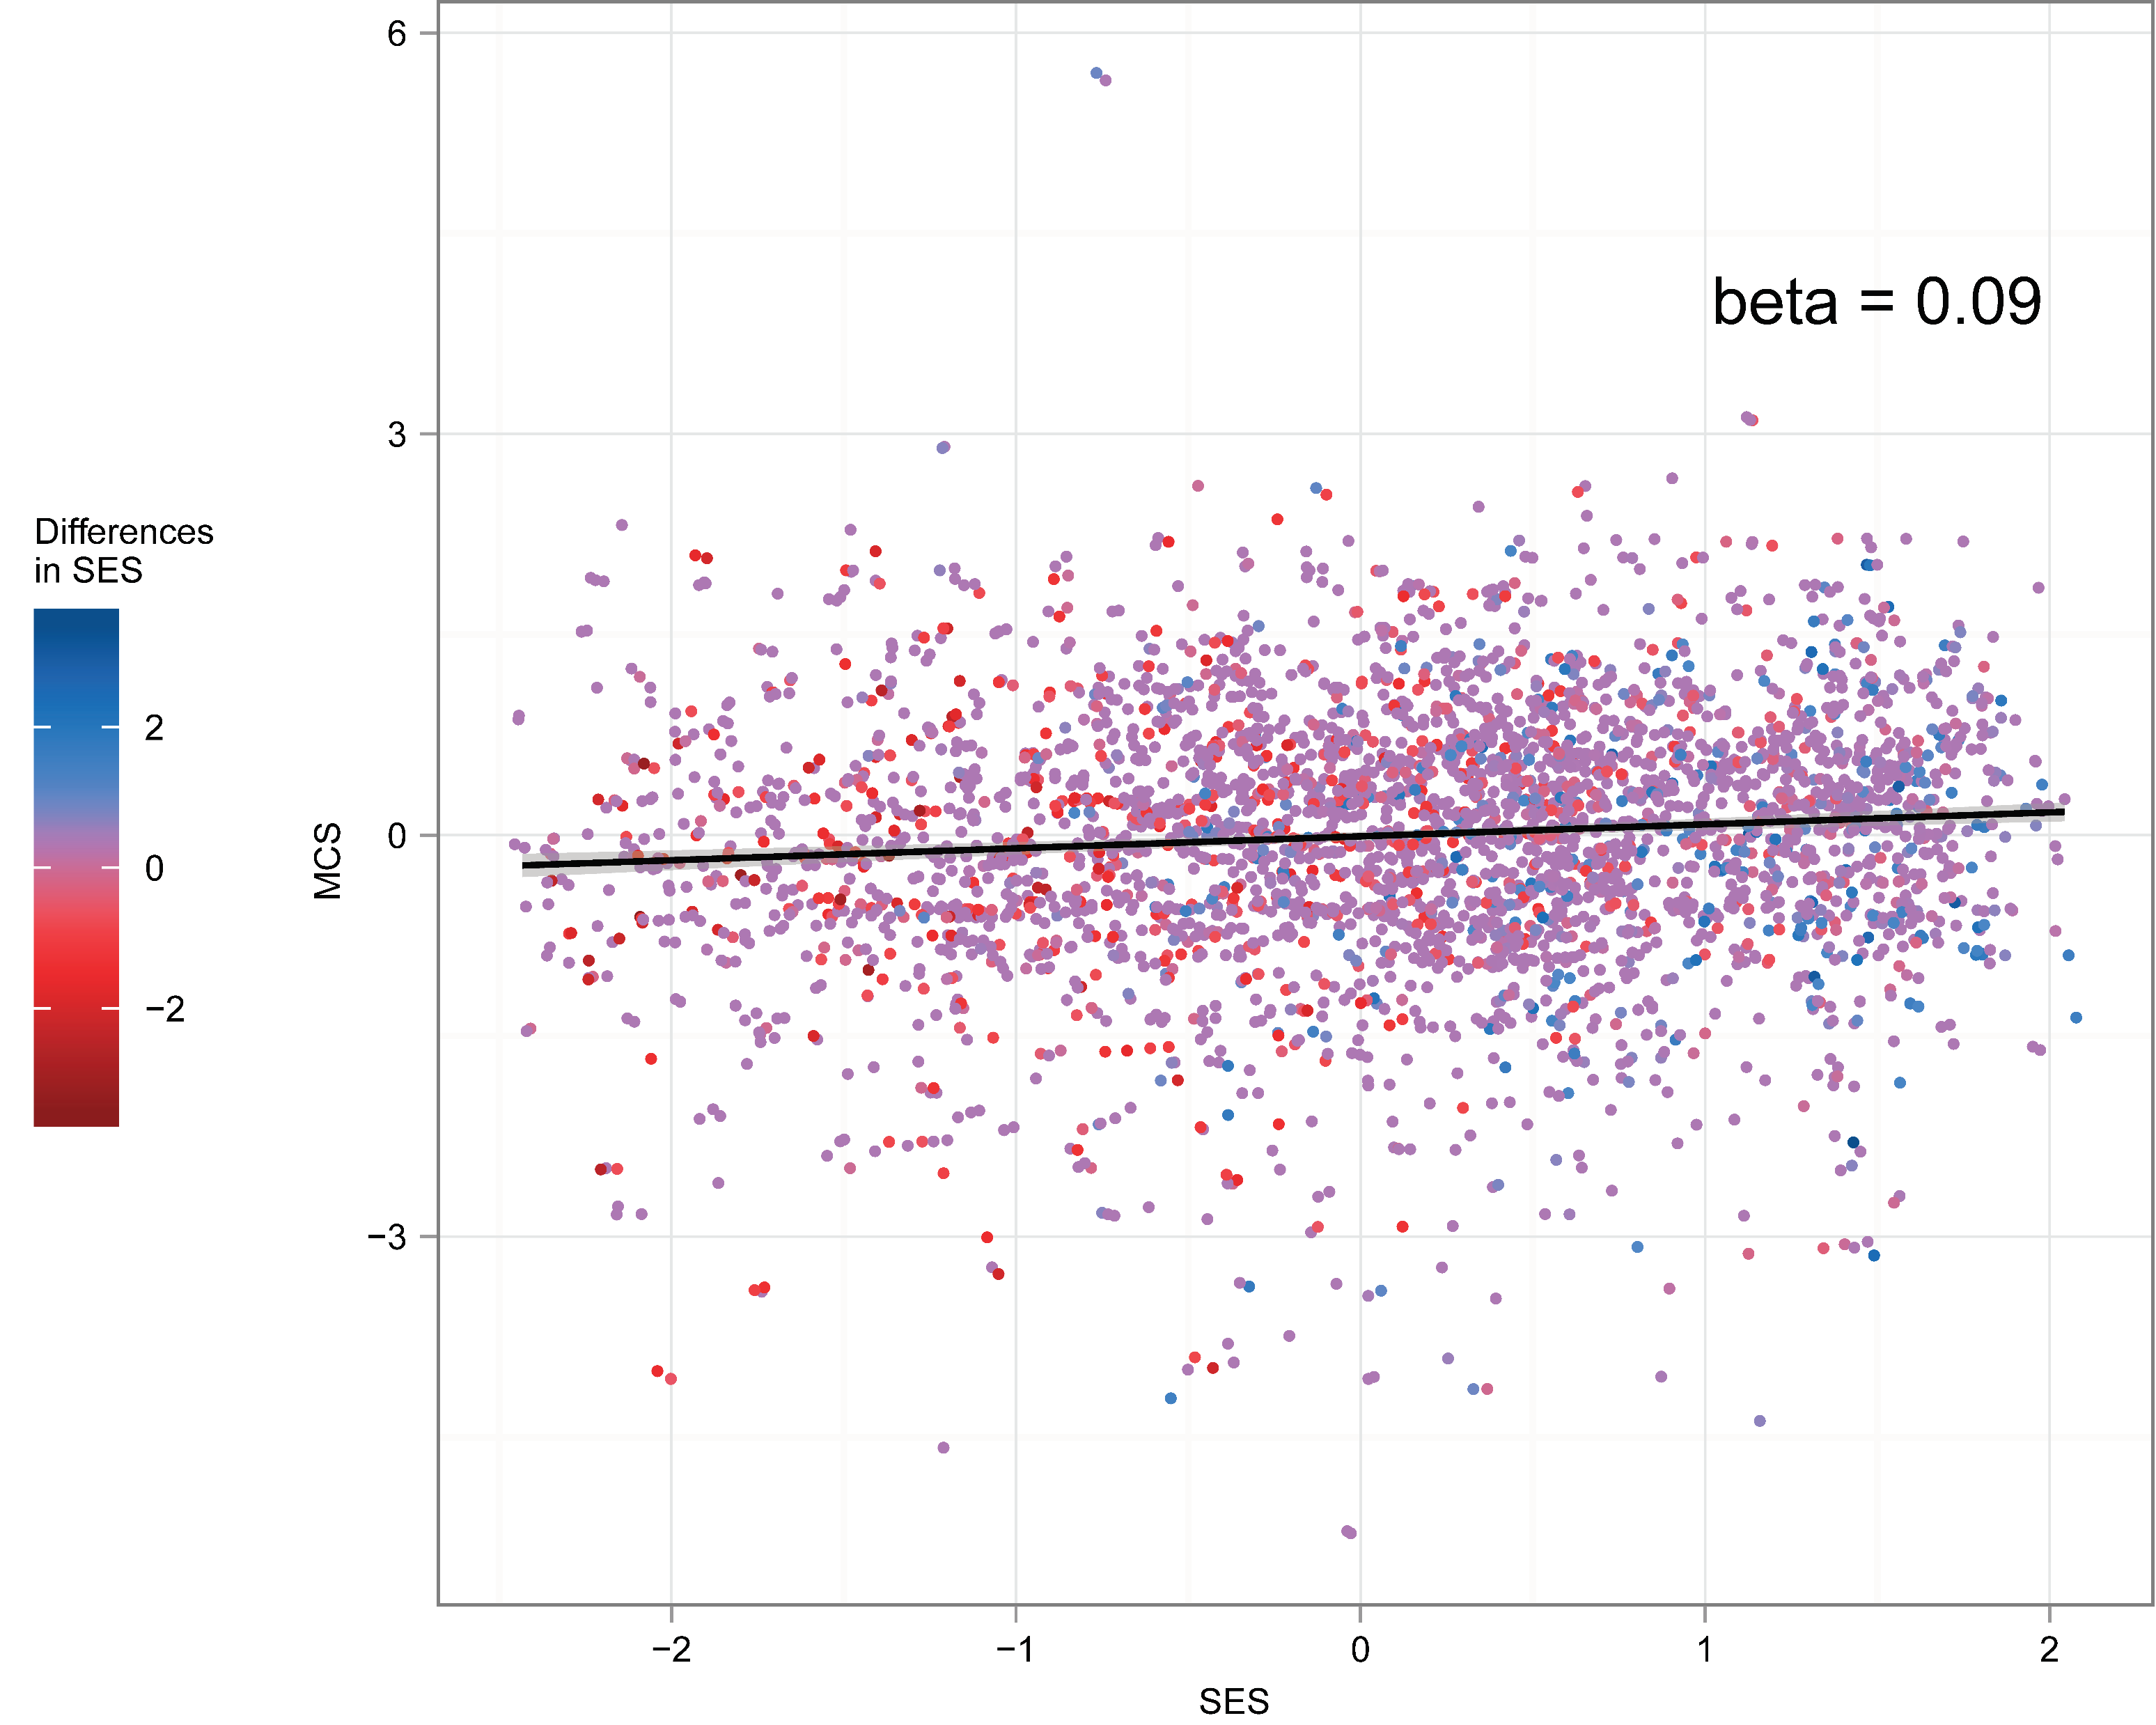 6
beta = 0.09
3
Differences
in SES
2
0
−2
MCS
0
−3
−2
−1
0
1
2
SES